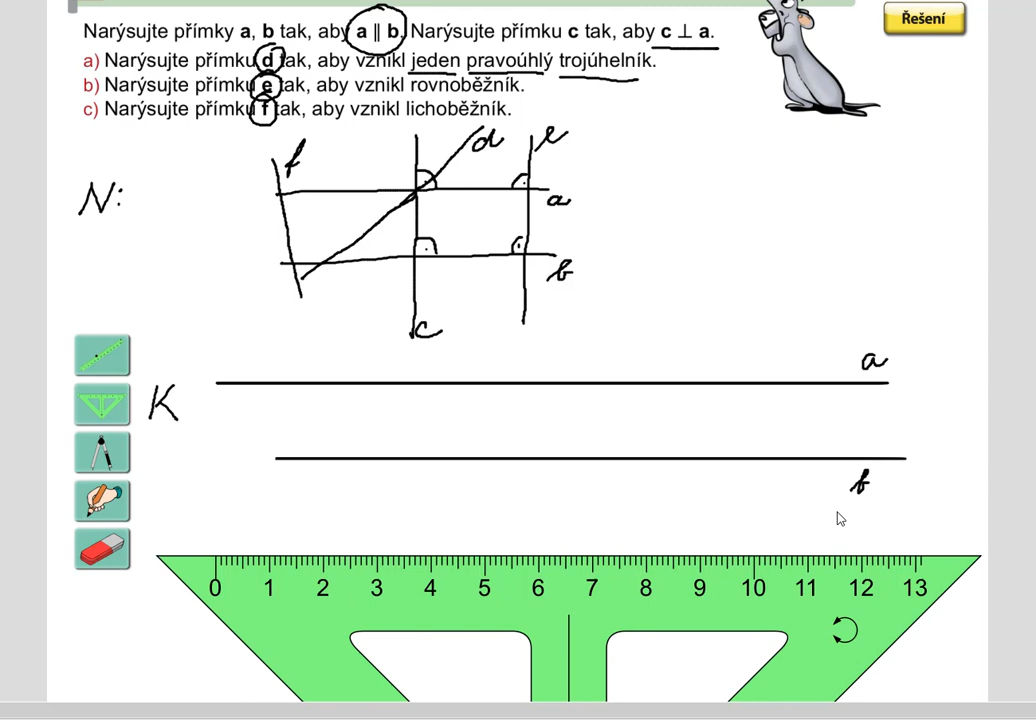 Řešení
Narýsujte přímky a, b tak, aby a || b. Narýsujte přímku c tak, aby c ⊥ a.
a) Narýsujte přímku d tak, aby vznikl jeden pravoúhlý trojúhelník.
b) Narýsujte přímku e tak, aby vznikl rovnoběžník.
c) Narýsujte přímku f tak, aby vznikl lichoběžník.
f d e
N: a
b
c
a
K
b
0 1 2 3 4 5 6 7 8 9 10 11 12 13